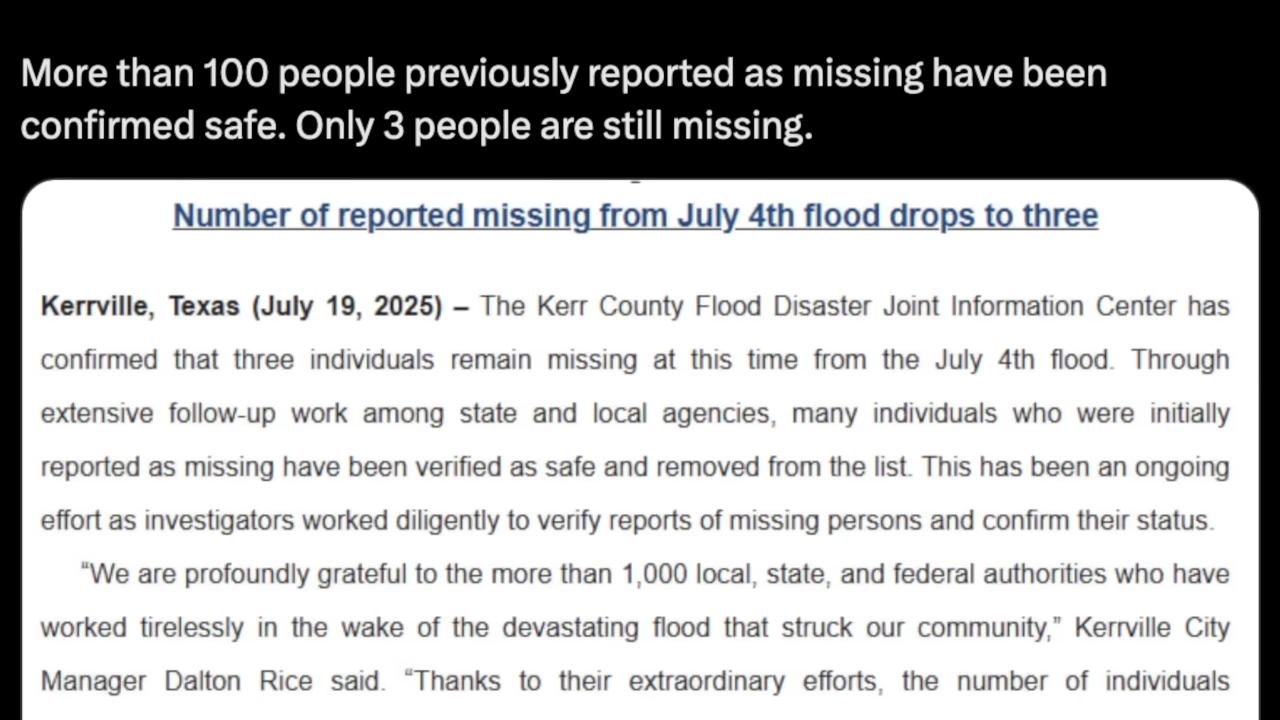 More than 100 people previously reported as missing have been
confirmed safe. Only 3 people are still missing.
Number of reported missing from July 4th flood drops to three
Kerrville, Texas (July 19, 2025) – The Kerr County Flood Disaster Joint Information Center has
confirmed that three individuals remain missing at this time from the July 4th flood. Through
extensive follow-up work among state and local agencies, many individuals who were initially
reported as missing have been verified as safe and removed from the list. This has been an ongoing
effort as investigators worked diligently to verify reports of missing persons and confirm their status.
“We are profoundly grateful to the more than 1,000 local, state, and federal authorities who have
worked tirelessly in the wake of the devastating flood that struck our community,” Kerrville City
Manager Dalton Rice said. “Thanks to their extraordinary efforts, the number of individuals